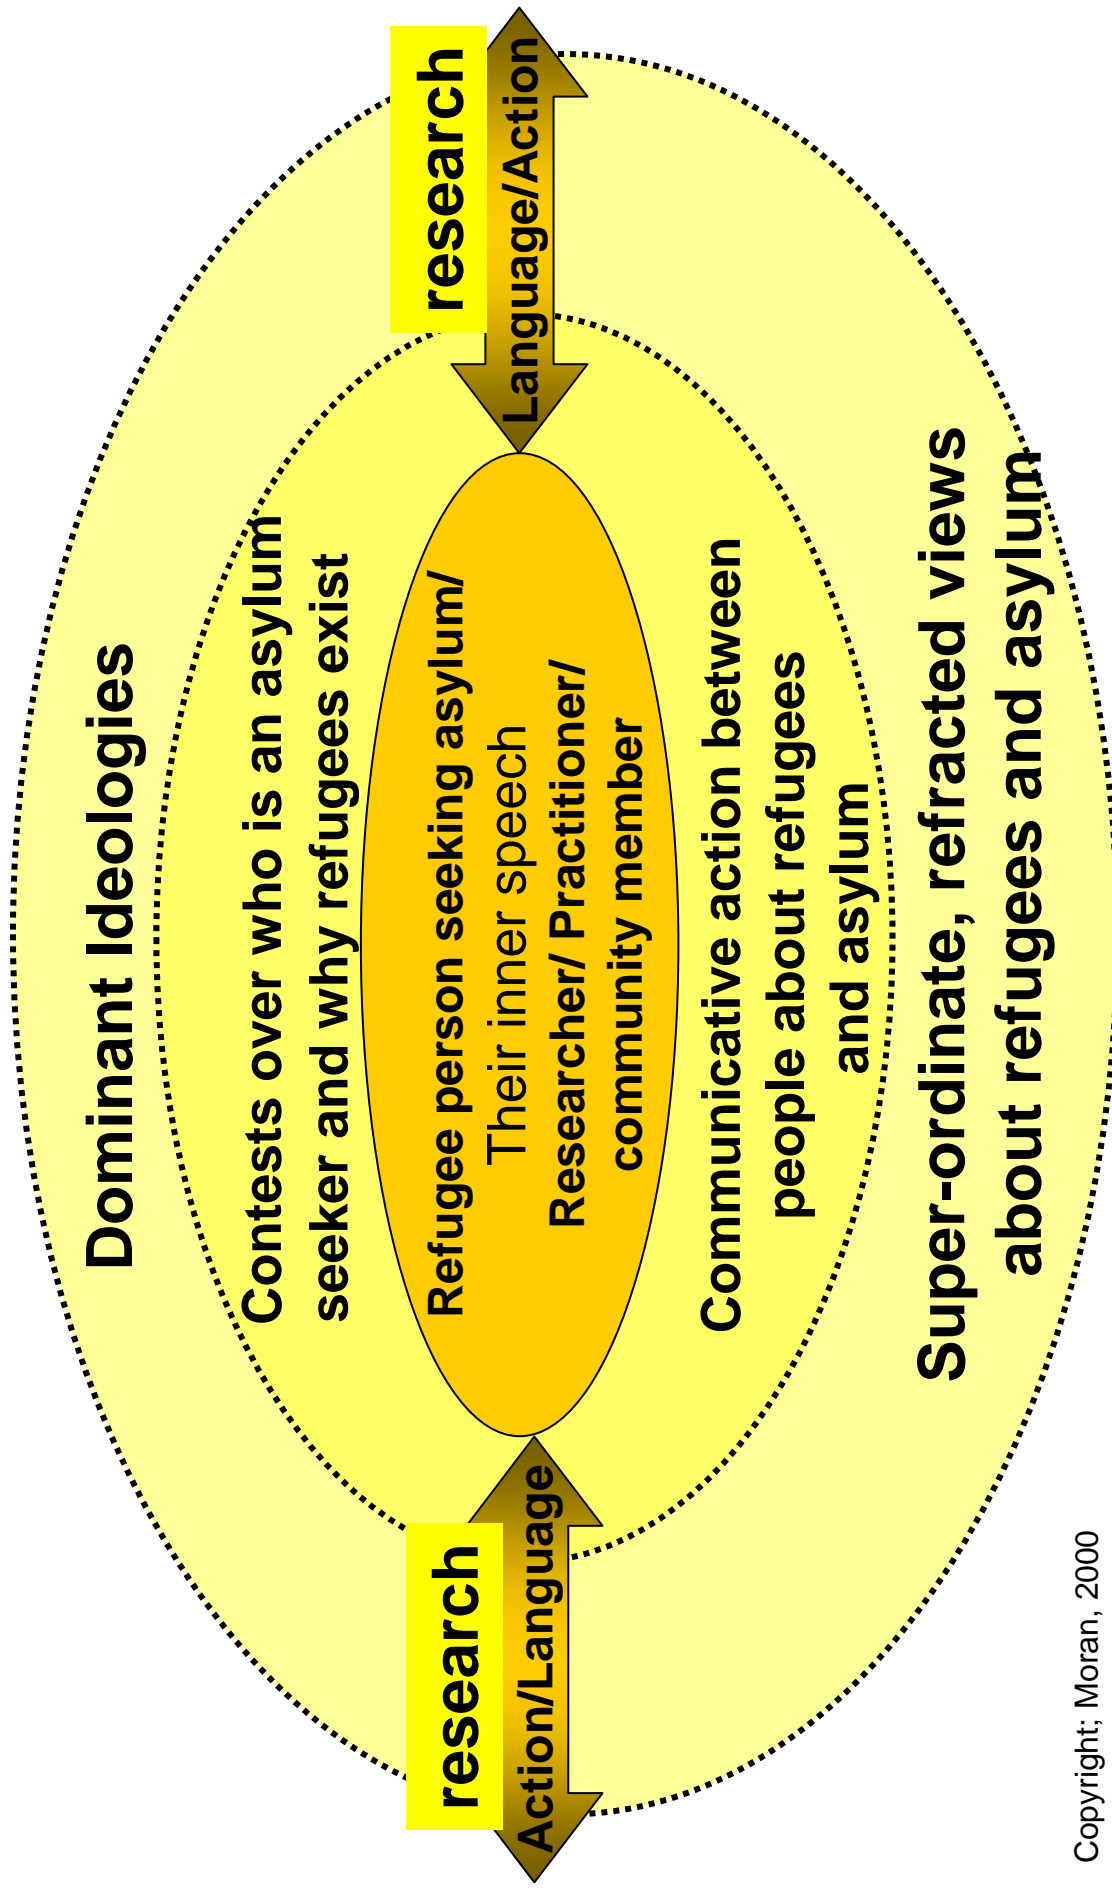 Dominant Ideologies
Contests over who is an asylum
seeker and why refugees exist
research
Language/Action
Refugee person seeking asylum/
Their inner speech
Researcher/ Practitioner/
community member
research
Action/Language
Communicative action between
people about refugees
and asylum
Super-ordinate, refracted views
about refugees and asylum
Copyright; Moran, 2000